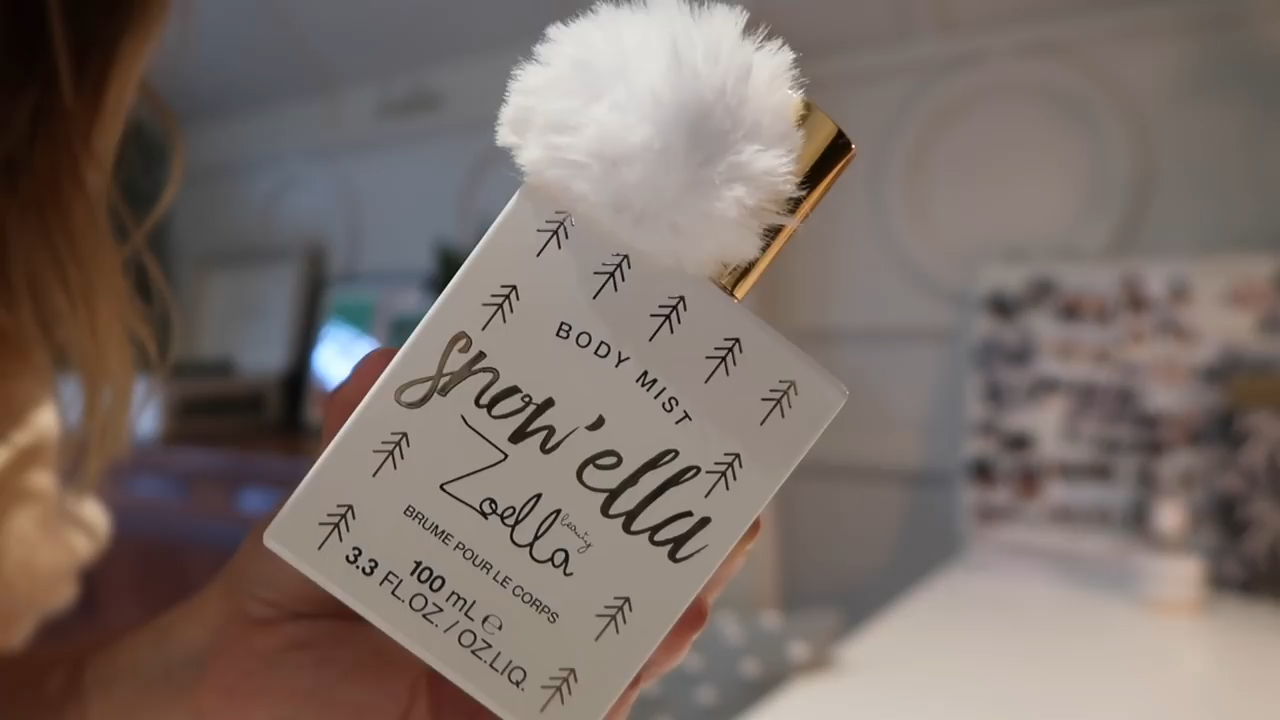 BODY MIST
snow'ella
Zoella beauty
BRUME POUR LE CORPS
100 mL ℮
3.3 FL.OZ. / OZ.LIQ.